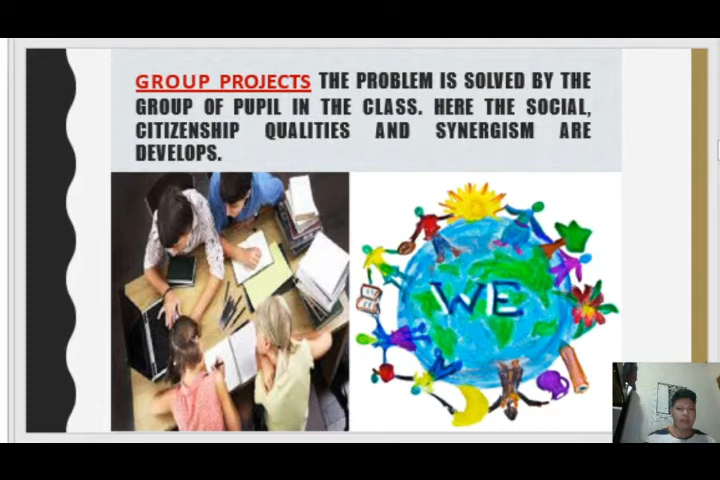 GROUP PROJECTS THE PROBLEM IS SOLVED BY THE
GROUP OF PUPIL IN THE CLASS. HERE THE SOCIAL,
CITIZENSHIP QUALITIES AND SYNERGISM ARE
DEVELOPS.
WE